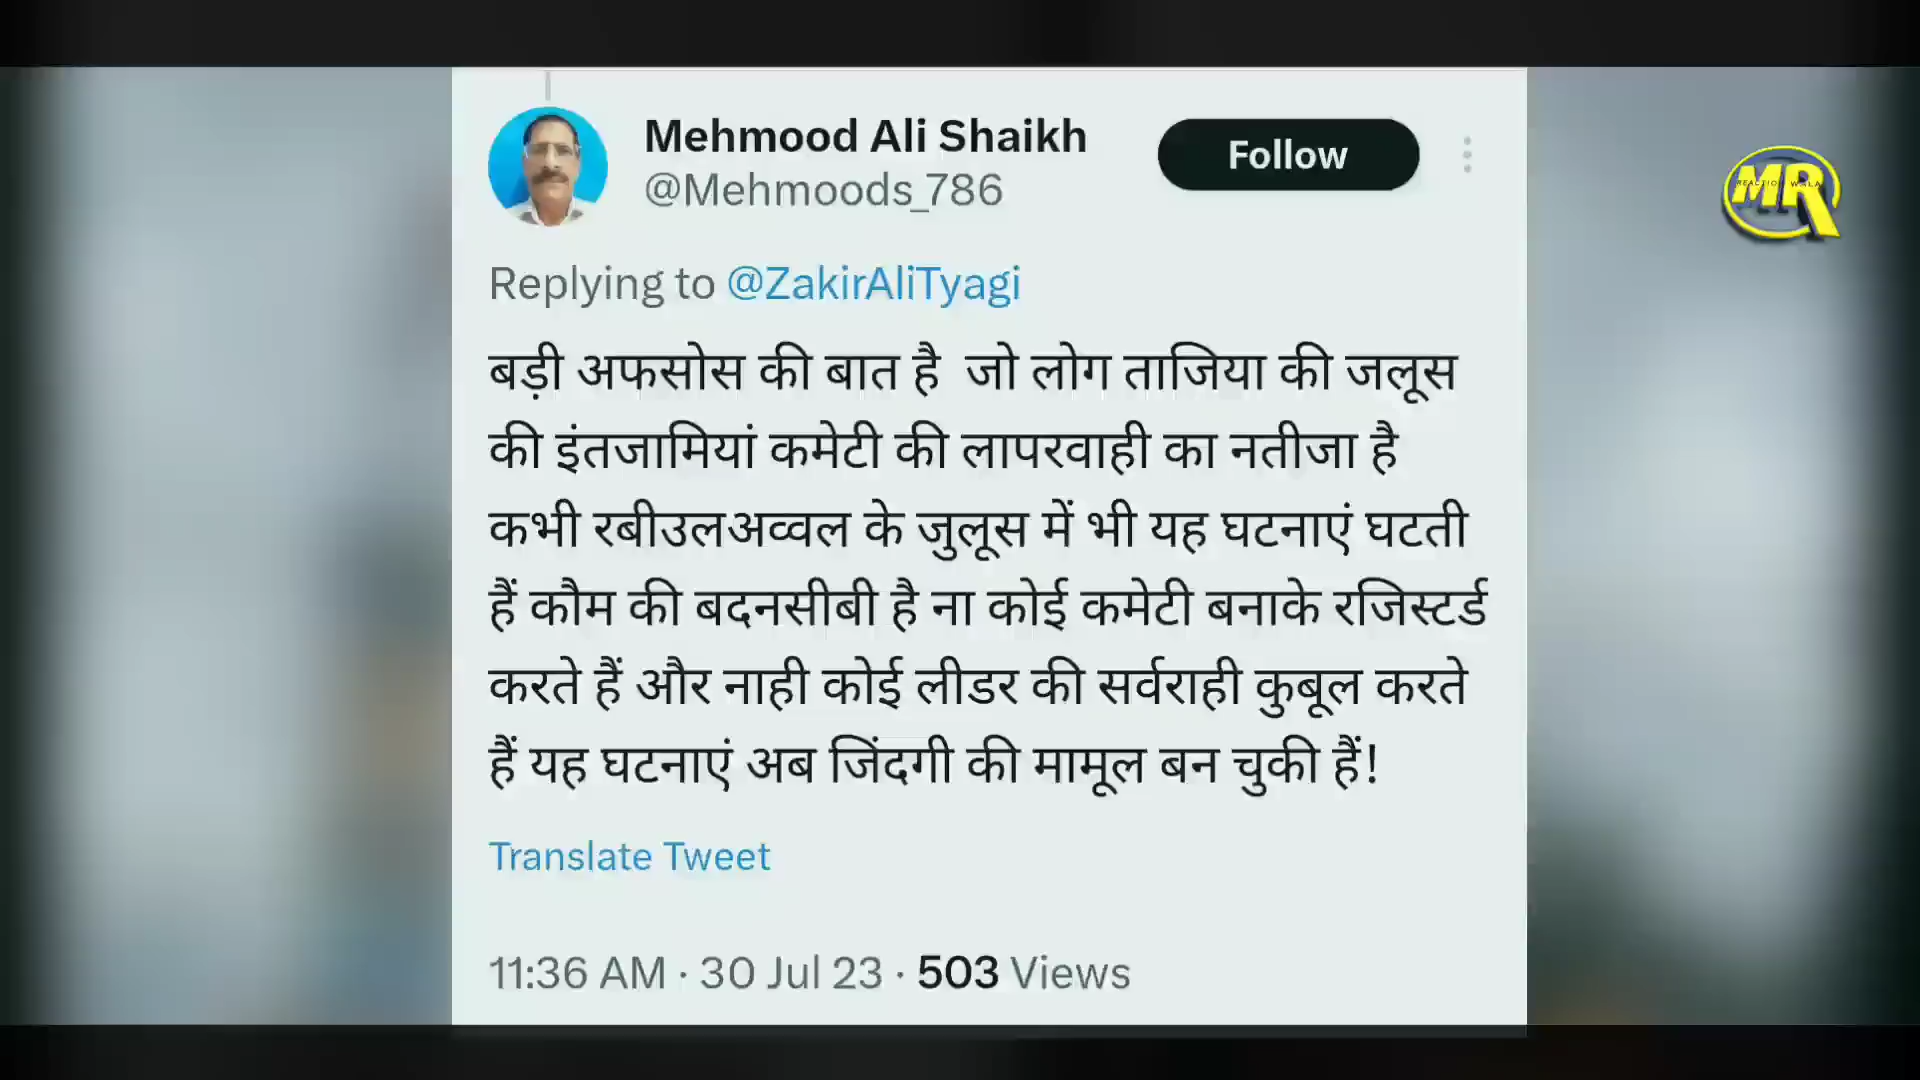 Mehmood Ali Shaikh
@Mehmoods_786
Follow
MR
REACTION WALA
Replying to @ZakirAliTyagi
बड़ी अफसोस की बात है जो लोग ताजिया की जलूस
की इंतजामियां कमेटी की लापरवाही का नतीजा है
कभी रबीउलअव्वल के जुलूस में भी यह घटनाएं घटती
हैं कौम की बदनसीबी है ना कोई कमेटी बनाके रजिस्टर्ड
करते हैं और नाही कोई लीडर की सर्वराही कुबूल करते
हैं यह घटनाएं अब जिंदगी की मामूल बन चुकी हैं!
Translate Tweet
11:36 AM · 30 Jul 23 · 503 Views